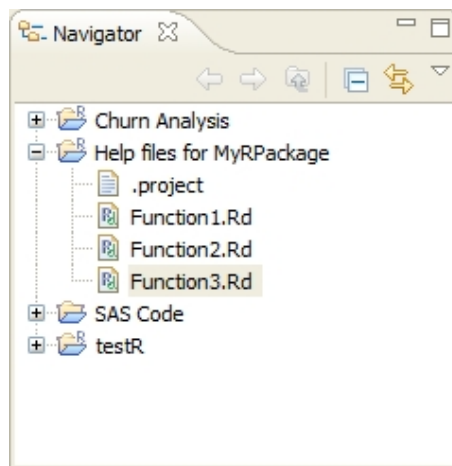 Navigator
Churn Analysis
Help files for MyRPackage
.project
Function1.Rd
Function2.Rd
Function3.Rd
SAS Code
testR